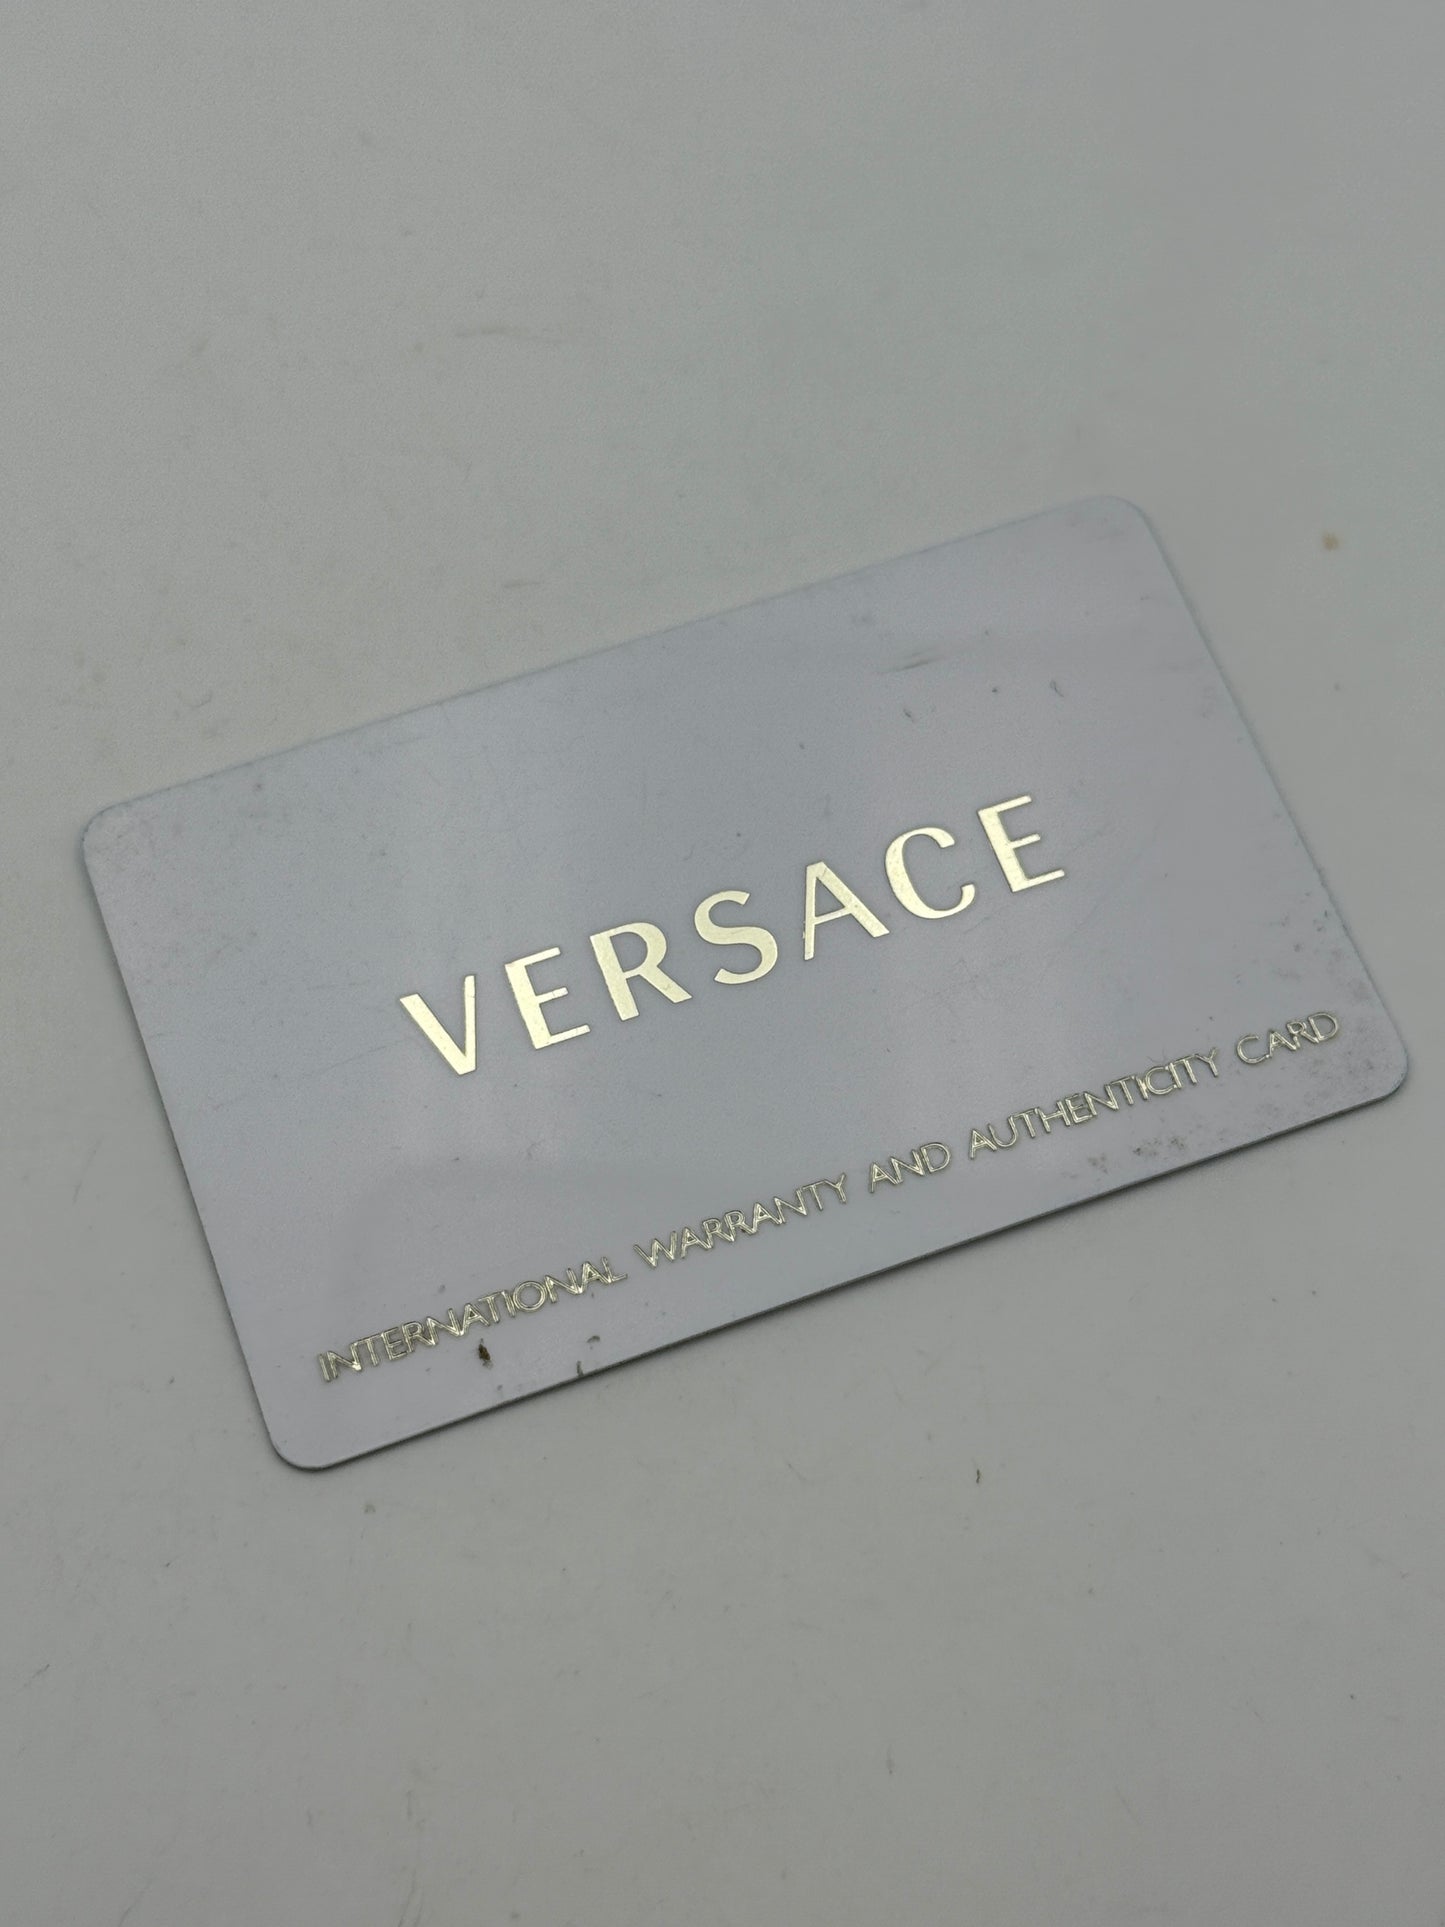 VERSACE
INTERNATIONAL WARRANTY AND AUTHENTICITY CARD